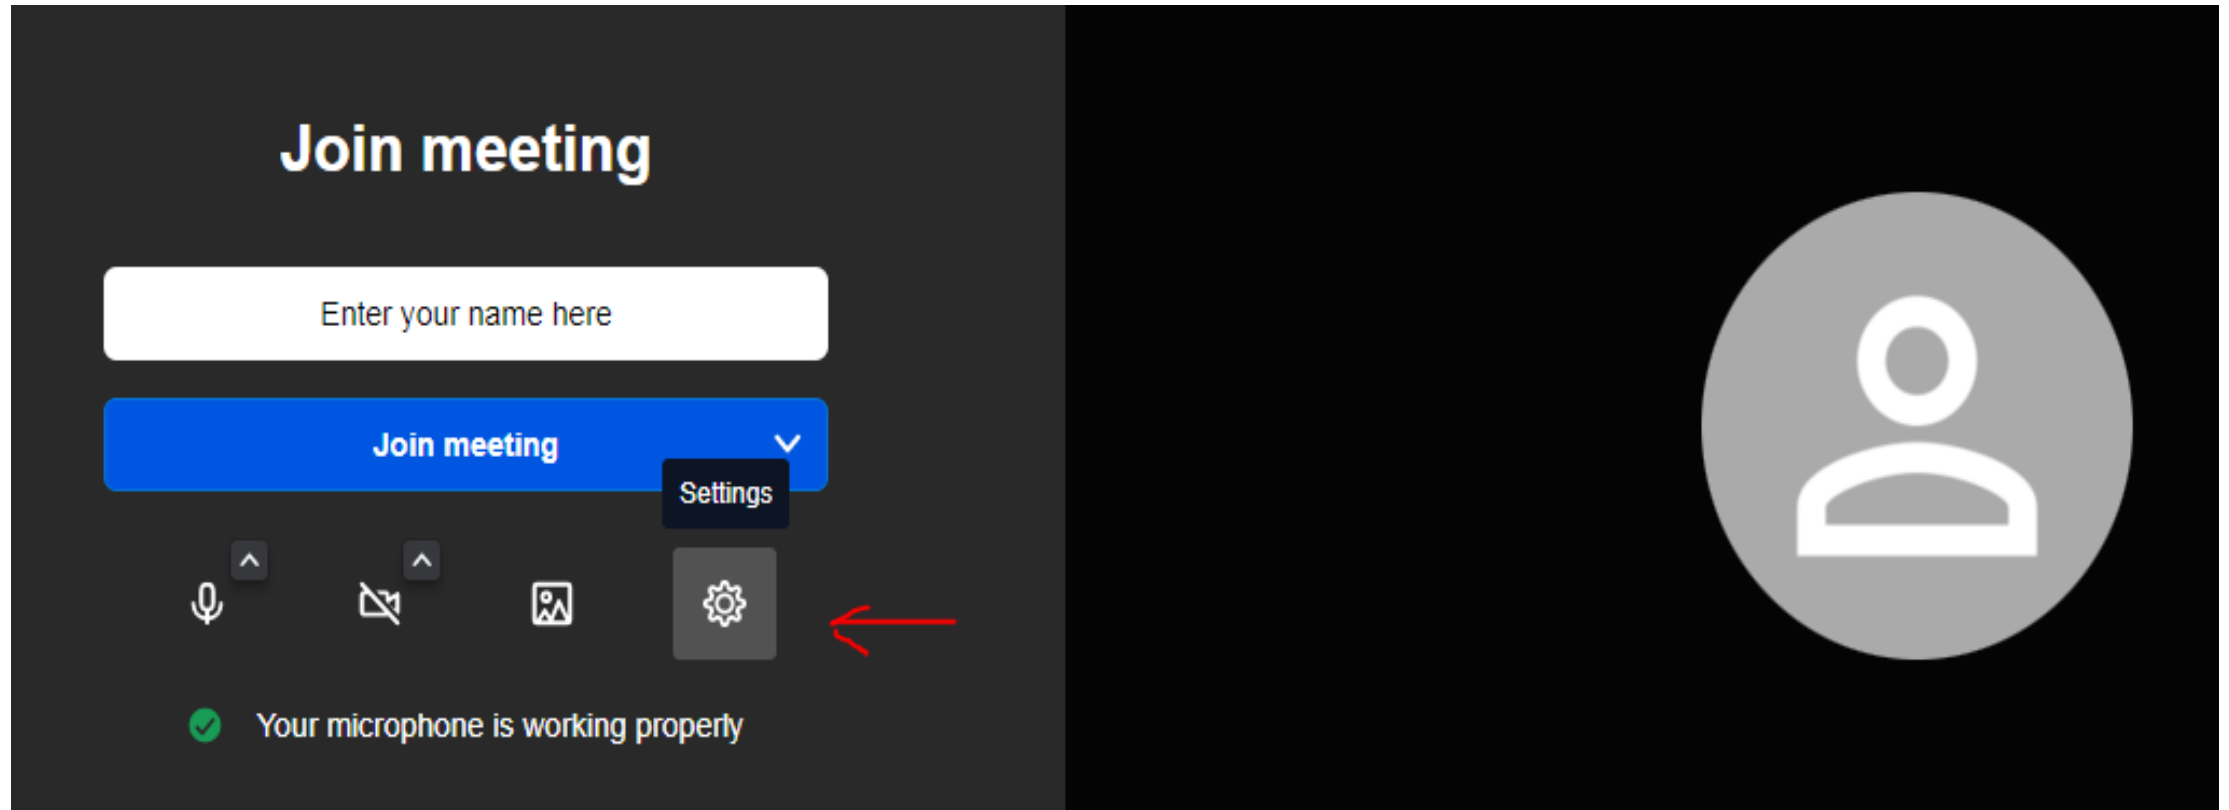 Join meeting
Enter your name here
Join meeting
Settings
Your microphone is working properly